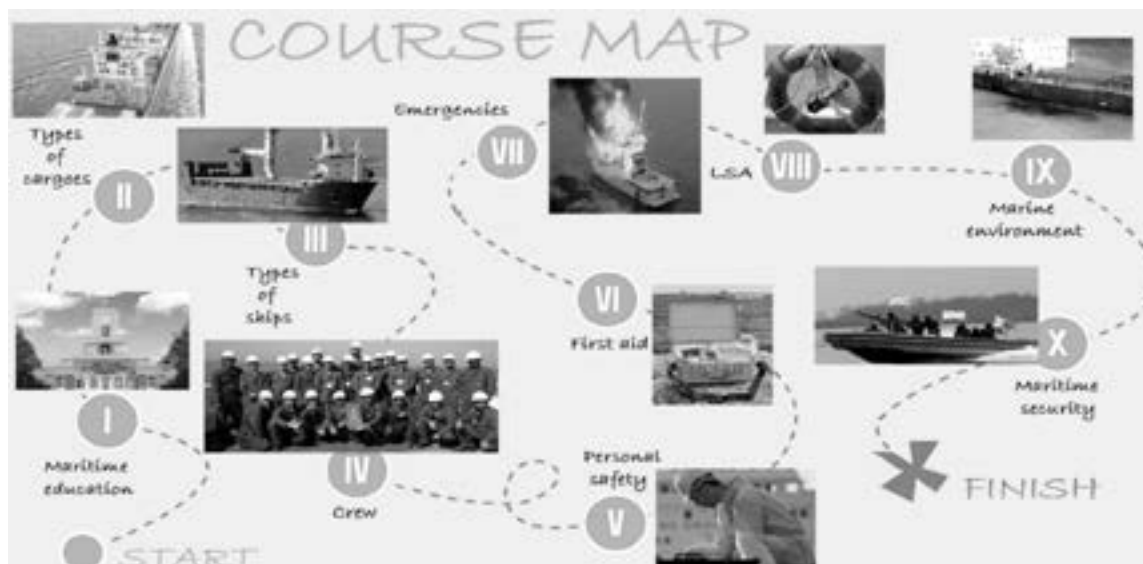 COURSE MAP
START
I
Maritime
education
II
Types
of
cargoes
III
Types
of
ships
IV
Crew
V
Personal
safety
VI
First aid
VII
Emergencies
VIII
LSA
IX
Marine
environment
X
Maritime
security
FINISH